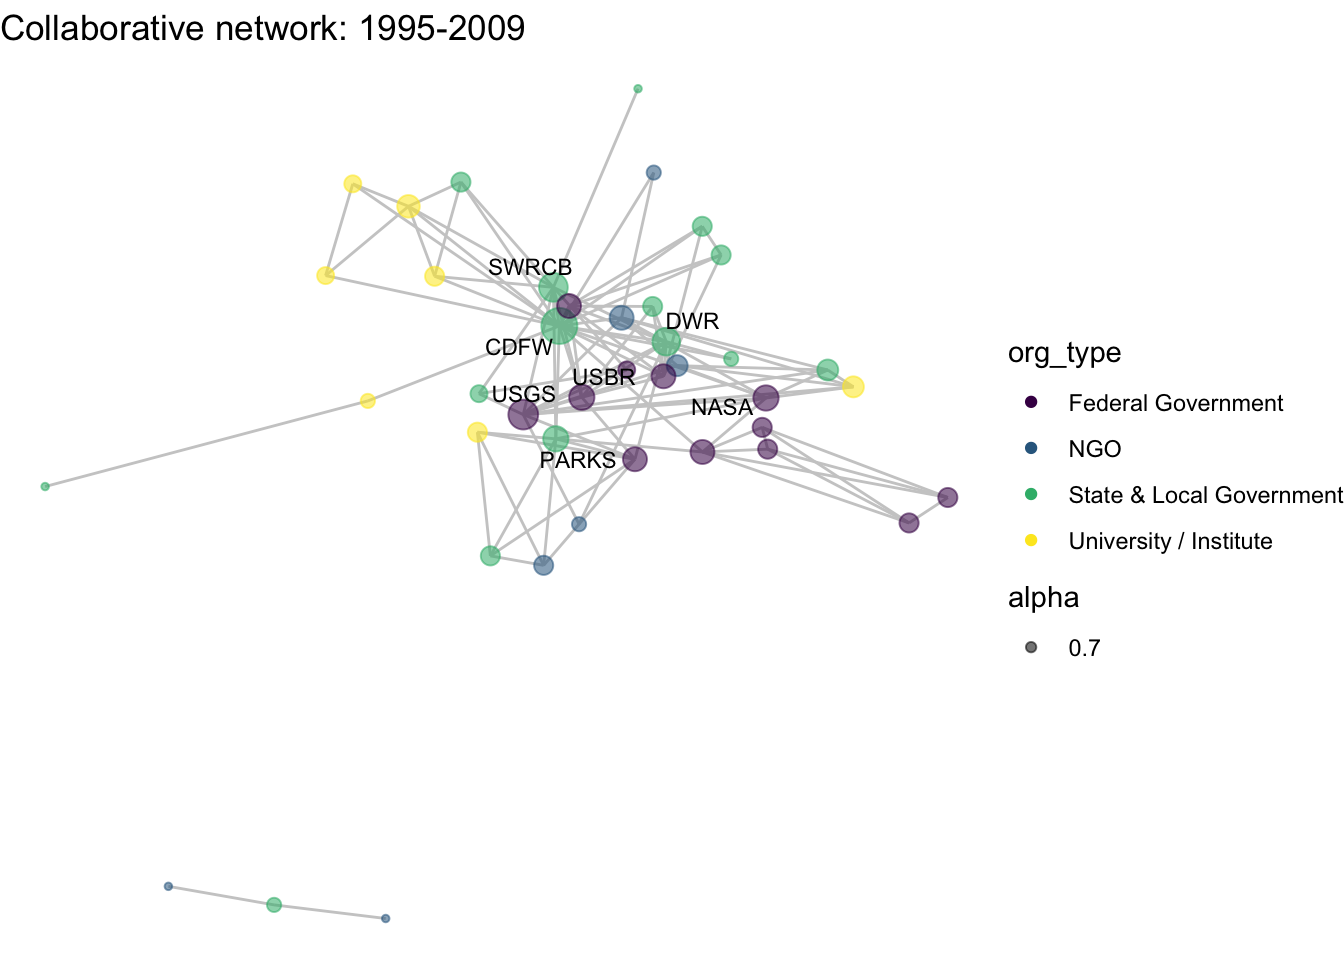 Collaborative network: 1995-2009
SWRCB
DWR
CDFW
USBR
USGS
NASA
PARKS
org_type
Federal Government
NGO
State & Local Government
University / Institute
alpha
0.7